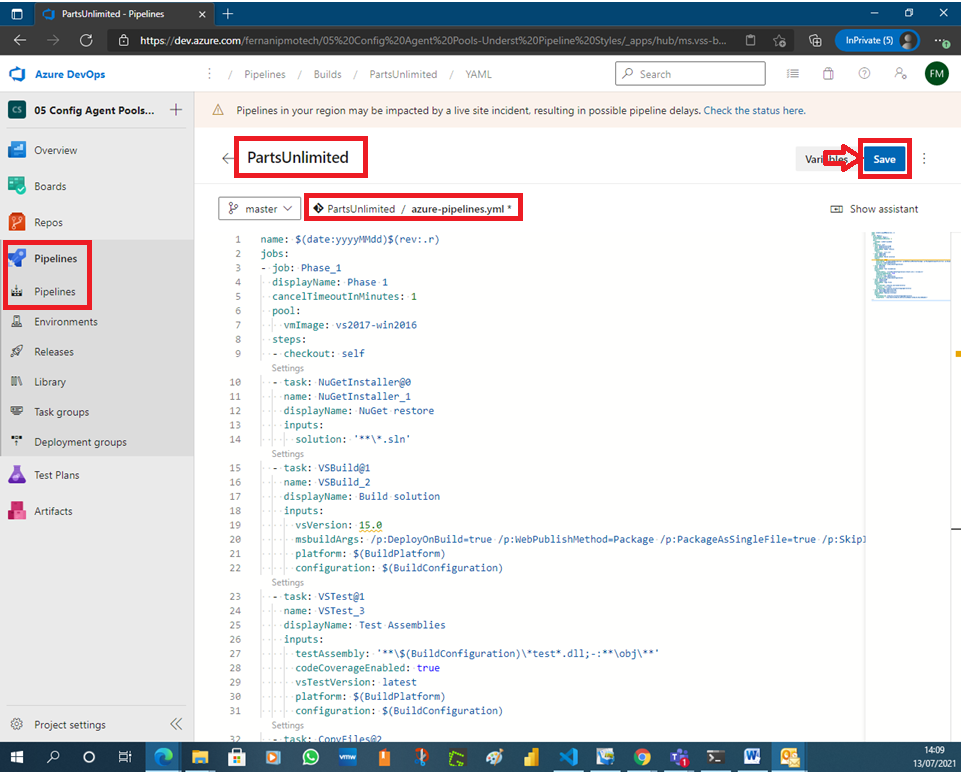 PartsUnlimited - Pipelines
https://dev.azure.com/fernanipmotech/05%20Config%20Agent%20Pools-Underst%20Pipeline%20Styles/_apps/hub/ms.vss-b...
InPrivate (5)
Azure DevOps
/ Pipelines / Builds / PartsUnlimited / YAML
Search
FM
CS 05 Config Agent Pools... +
Pipelines in your region may be impacted by a live site incident, resulting in possible pipeline delays. Check the status here.
Overview
Boards
Repos
Pipelines
Pipelines
Environments
Releases
Library
Task groups
Deployment groups
Test Plans
Artifacts
Project settings
PartsUnlimited
Variables
Save
master
PartsUnlimited / azure-pipelines.yml *
Show assistant
1 name: $(date:yyyyMMdd)$(rev:.r)
2 jobs:
3 - job: Phase_1
4 displayName: Phase 1
5 cancelTimeoutInMinutes: 1
6 pool:
7 vmImage: vs2017-win2016
8 steps:
9 - checkout: self
Settings
10 - task: NuGetInstaller@0
11 name: NuGetInstaller_1
12 displayName: NuGet restore
13 inputs:
14 solution: '**\*.sln'
Settings
15 - task: VSBuild@1
16 name: VSBuild_2
17 displayName: Build solution
18 inputs:
19 vsVersion: 15.0
20 msbuildArgs: /p:DeployOnBuild=true /p:WebPublishMethod=Package /p:PackageAsSingleFile=true /p:SkipI
21 platform: $(BuildPlatform)
22 configuration: $(BuildConfiguration)
Settings
23 - task: VSTest@1
24 name: VSTest_3
25 displayName: Test Assemblies
26 inputs:
27 testAssembly: '**\$(BuildConfiguration)\*test*.dll;-:**\obj\**'
28 codeCoverageEnabled: true
29 vsTestVersion: latest
30 platform: $(BuildPlatform)
31 configuration: $(BuildConfiguration)
Settings
32 - task: CopyFiles@2
14:09
13/07/2021